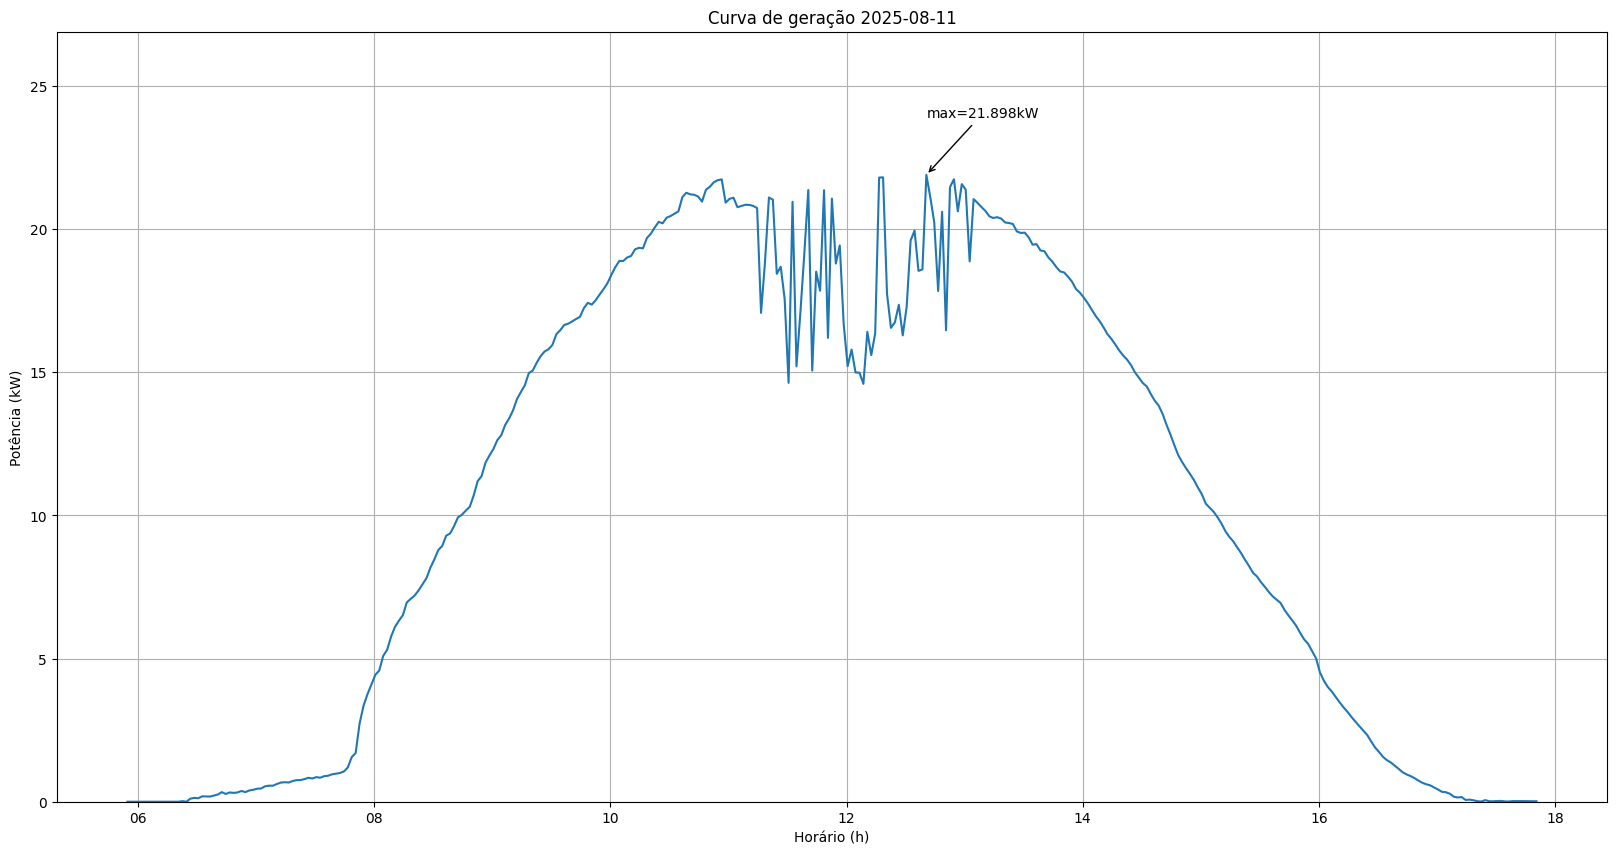 Curva de geração 2025-08-11
25
max=21.898kW
20
15
Potência (kW)
10
5
0
06 08 10 12 14 16 18
Horário (h)